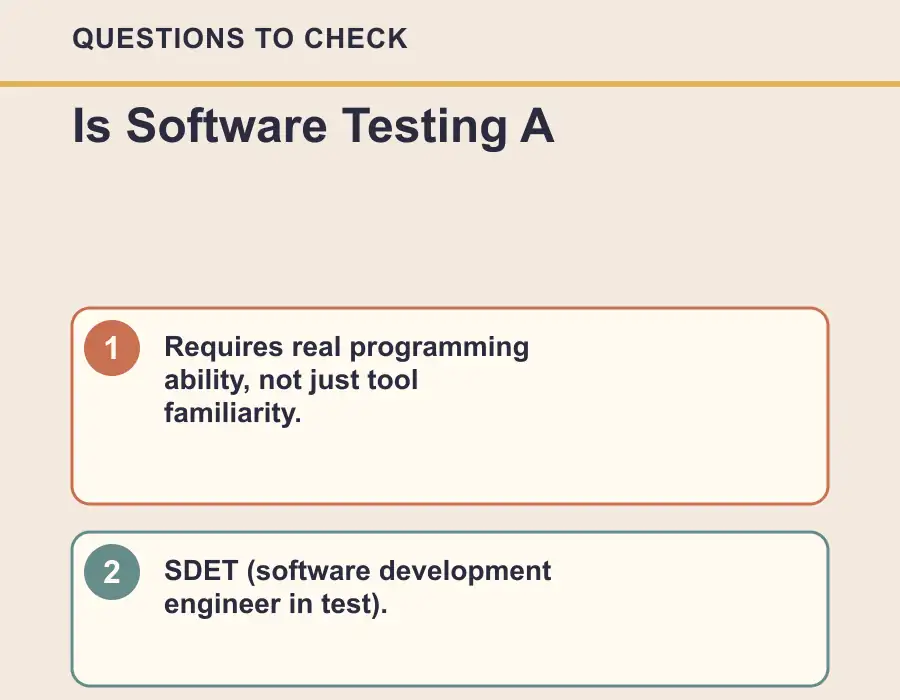 QUESTIONS TO CHECK
Is Software Testing A
1
Requires real programming
ability, not just tool
familiarity.
2
SDET (software development
engineer in test).